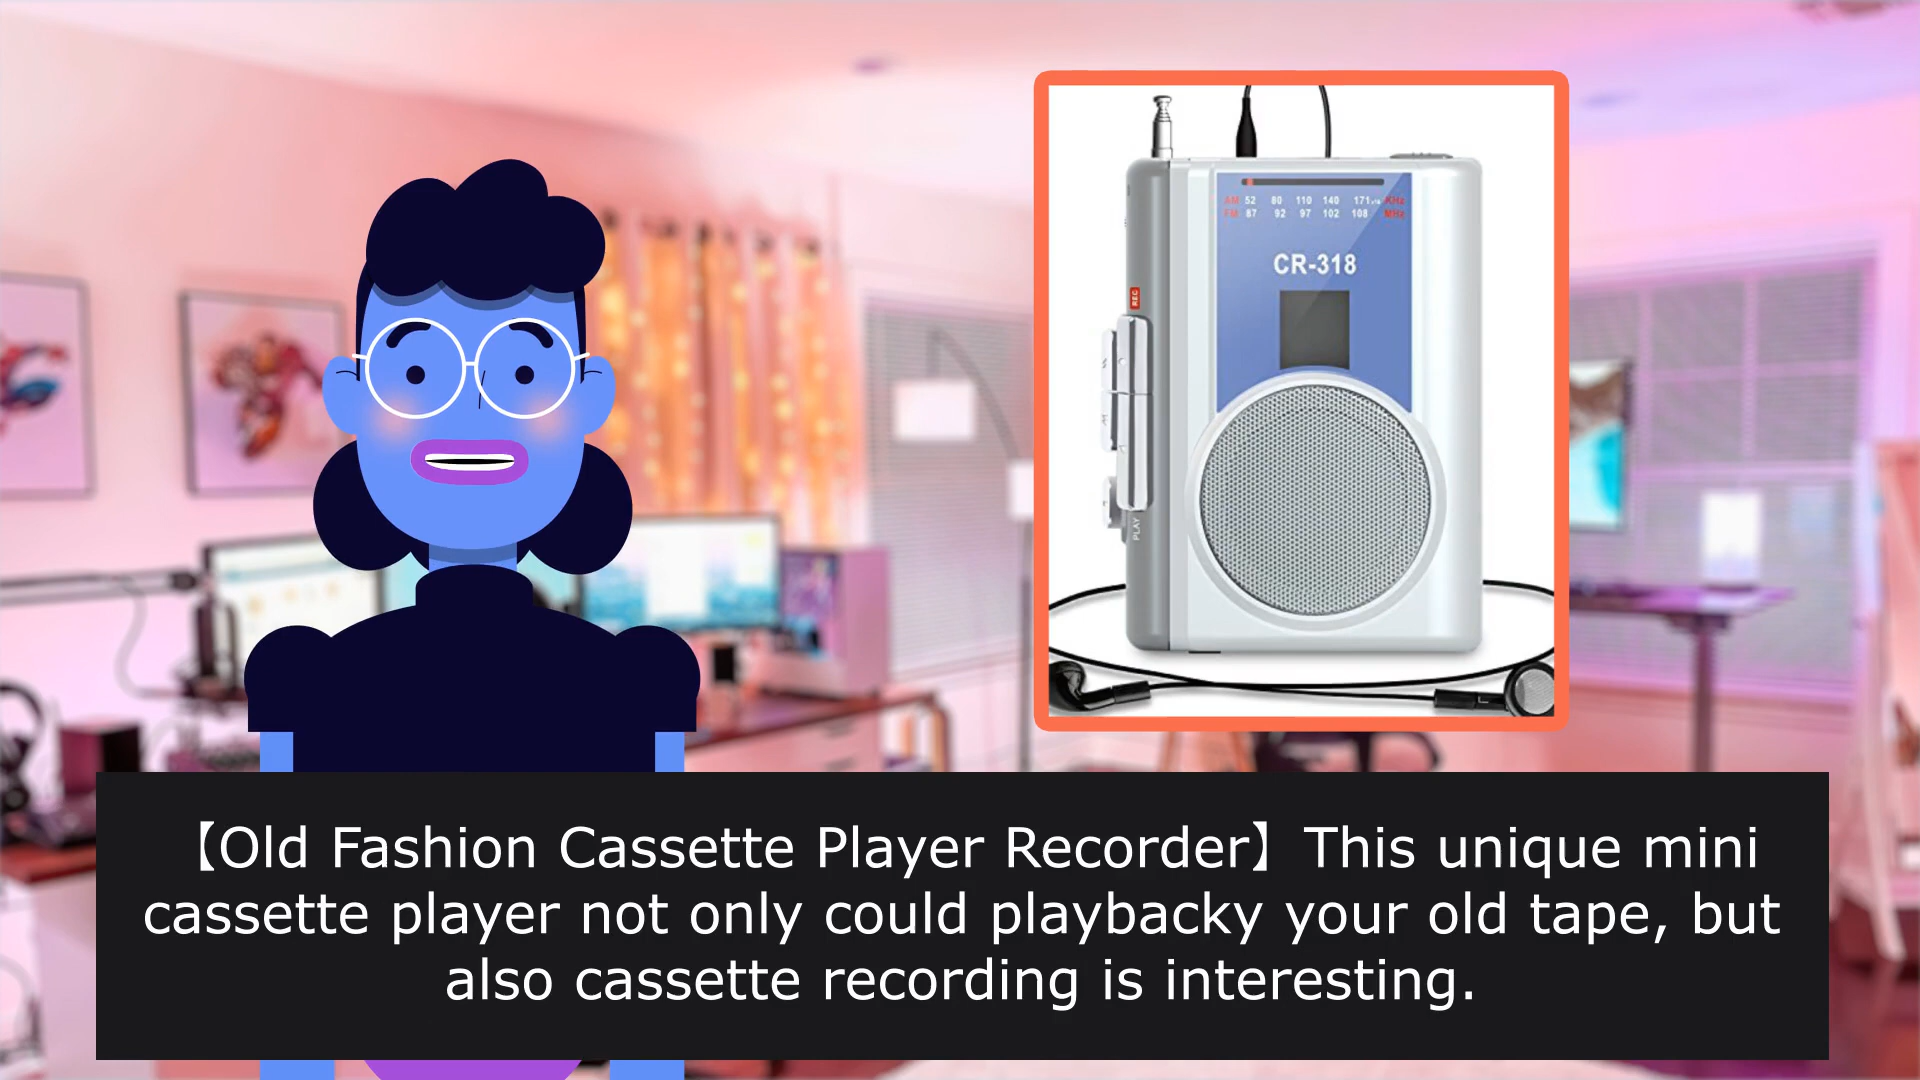 AM 52 80 110 140 171 KHz
FM 87 92 97 102 108 MHz
CR-318
REC
PLAY
【Old Fashion Cassette Player Recorder】This unique mini
cassette player not only could playbacky your old tape, but
also cassette recording is interesting.